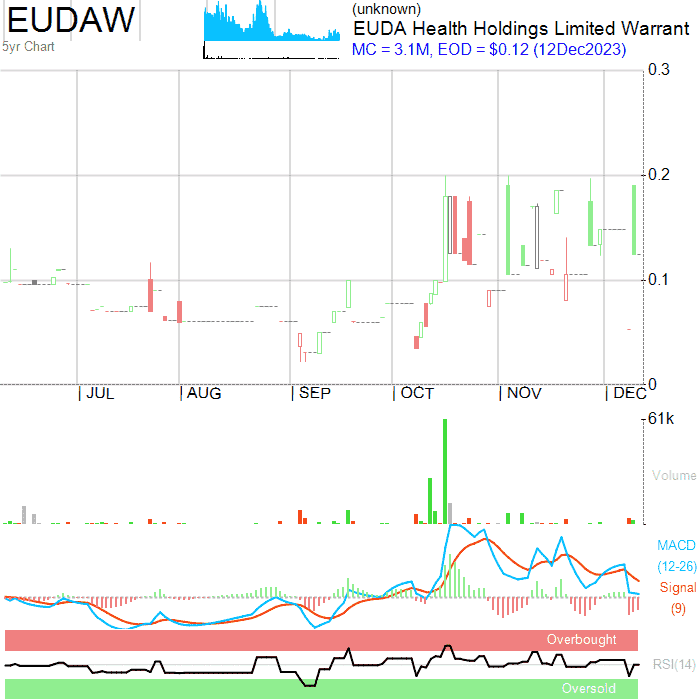 EUDAW
5yr Chart
(unknown)
EUDA Health Holdings Limited Warrant
MC = 3.1M, EOD = $0.12 (12Dec2023)
0.3
0.2
0.1
0
| JUL | AUG | SEP | OCT | NOV | DEC
61k
Volume
MACD
(12-26)
Signal
(9)
Overbought
RSI(14)
Oversold